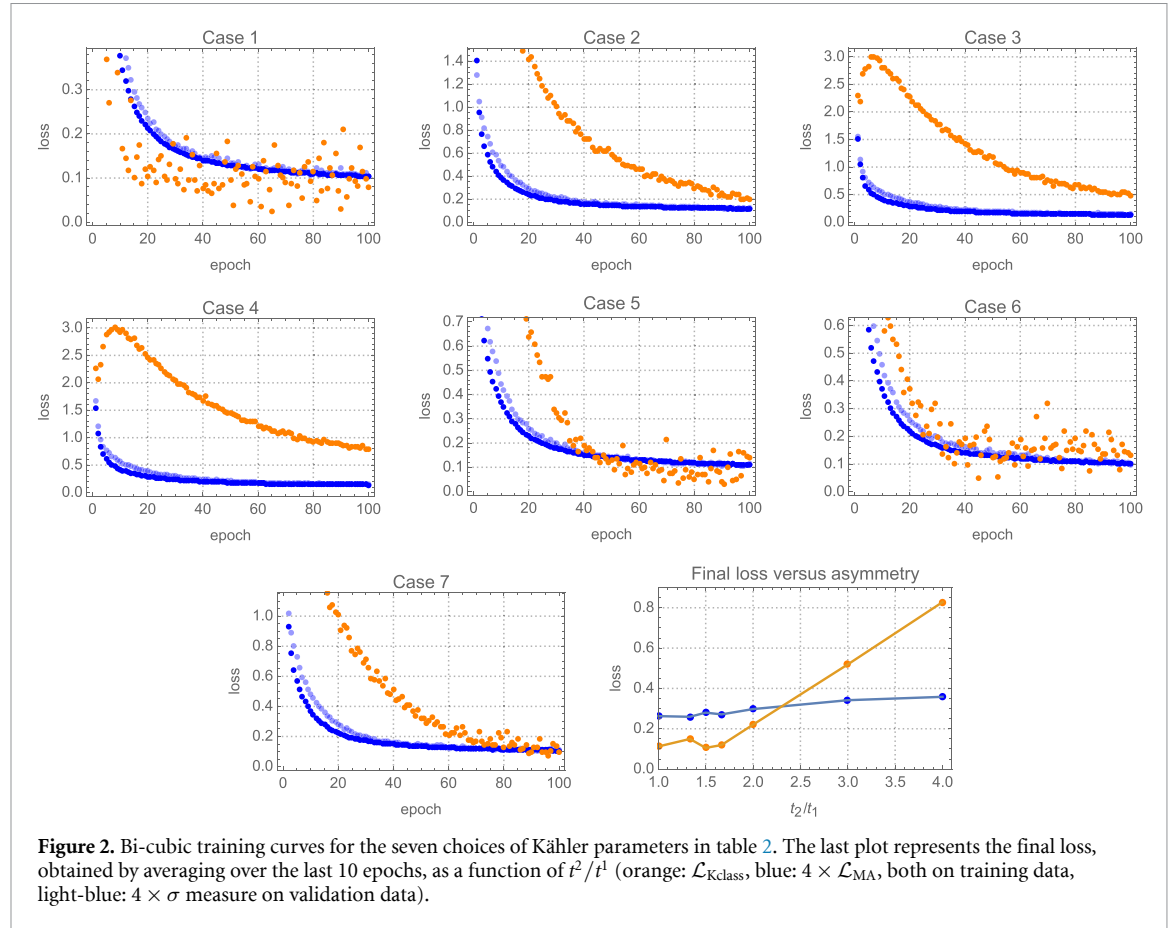 Case 1
Case 2
Case 3
0.3
0.2
0.1
0.0
loss
0 20 40 60 80 100
epoch
1.4
1.2
1.0
0.8
0.6
0.4
0.2
0.0
loss
0 20 40 60 80 100
epoch
3.0
2.5
2.0
1.5
1.0
0.5
0.0
loss
0 20 40 60 80 100
epoch
Case 4
Case 5
Case 6
3.0
2.5
2.0
1.5
1.0
0.5
0.0
loss
0 20 40 60 80 100
epoch
0.7
0.6
0.5
0.4
0.3
0.2
0.1
0.0
loss
0 20 40 60 80 100
epoch
0.6
0.5
0.4
0.3
0.2
0.1
0.0
loss
0 20 40 60 80 100
epoch
Case 7
Final loss versus asymmetry
1.0
0.8
0.6
0.4
0.2
0.0
loss
0 20 40 60 80 100
epoch
0.8
0.6
0.4
0.2
0.0
loss
1.0 1.5 2.0 2.5 3.0 3.5 4.0
t₂/t₁
Figure 2. Bi-cubic training curves for the seven choices of Kähler parameters in table 2. The last plot represents the final loss,
obtained by averaging over the last 10 epochs, as a function of t²/t¹ (orange: ℒ_Kclass, blue: 4 × ℒ_MA, both on training data,
light-blue: 4 × σ measure on validation data).